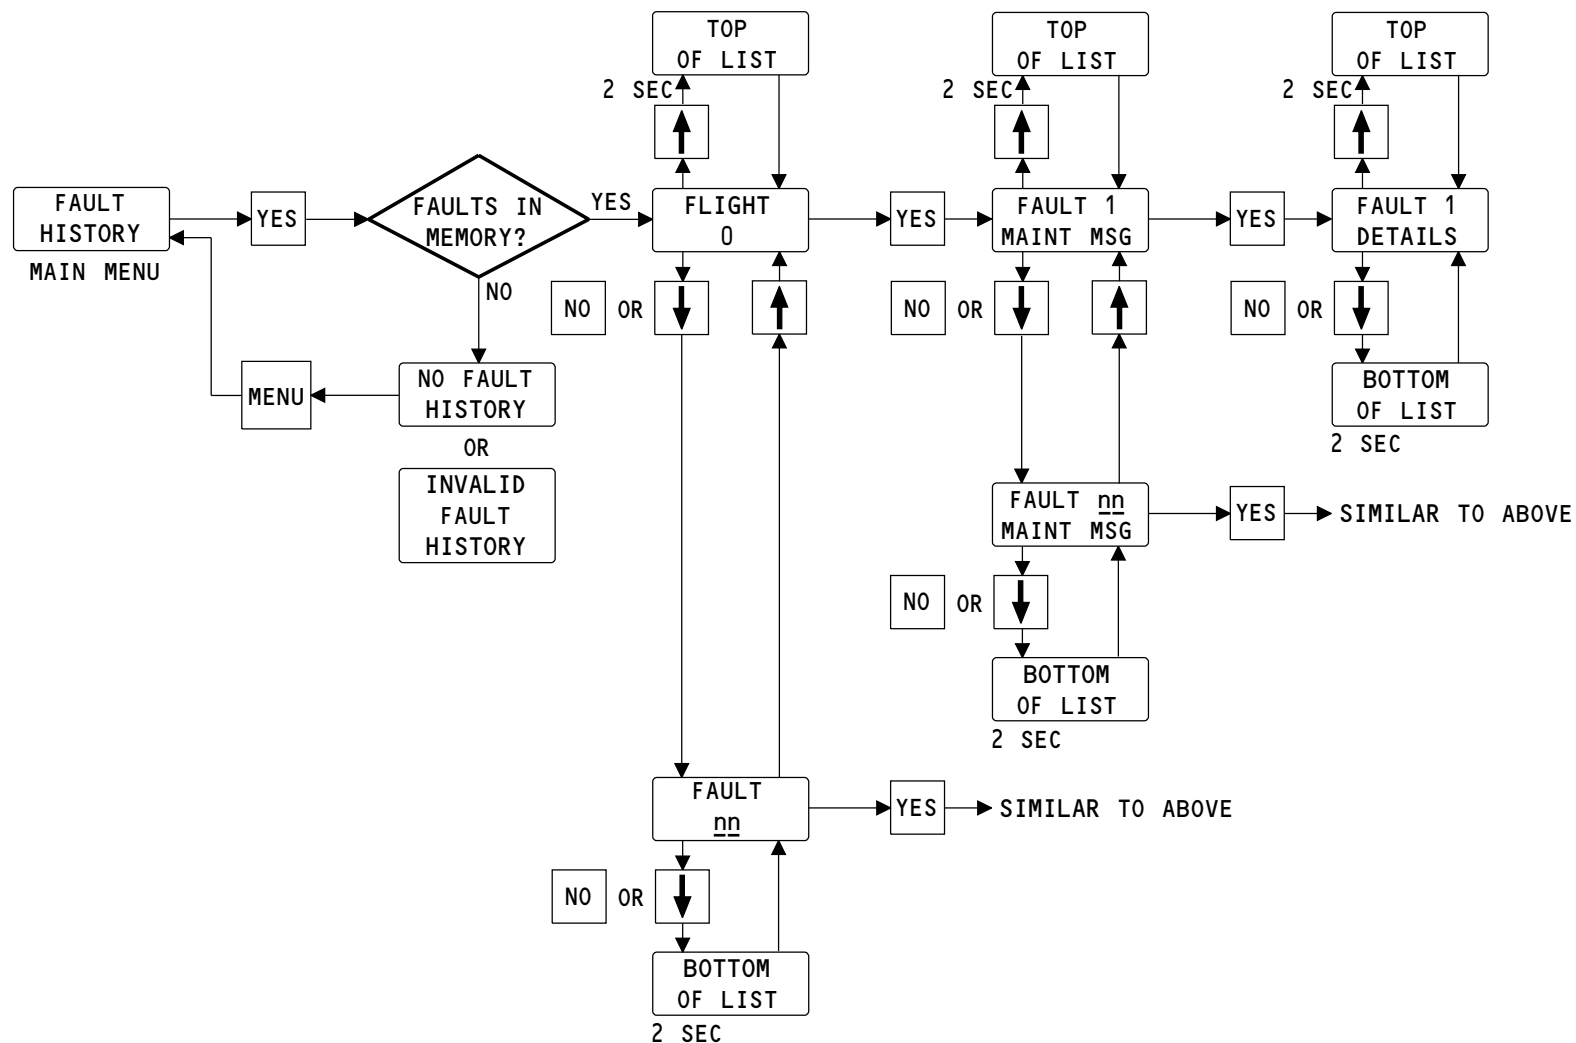 TOP
OF LIST
2 SEC
TOP
OF LIST
2 SEC
TOP
OF LIST
2 SEC
FAULT
HISTORY
MAIN MENU
YES
FAULTS IN
MEMORY?
YES
NO
FLIGHT
0
YES
FAULT 1
MAINT MSG
YES
FAULT 1
DETAILS
NO OR
NO OR
NO OR
MENU
NO FAULT
HISTORY
OR
INVALID
FAULT
HISTORY
BOTTOM
OF LIST
2 SEC
FAULT nn
MAINT MSG
YES
SIMILAR TO ABOVE
NO OR
BOTTOM
OF LIST
2 SEC
FAULT
nn
YES
SIMILAR TO ABOVE
NO OR
BOTTOM
OF LIST
2 SEC